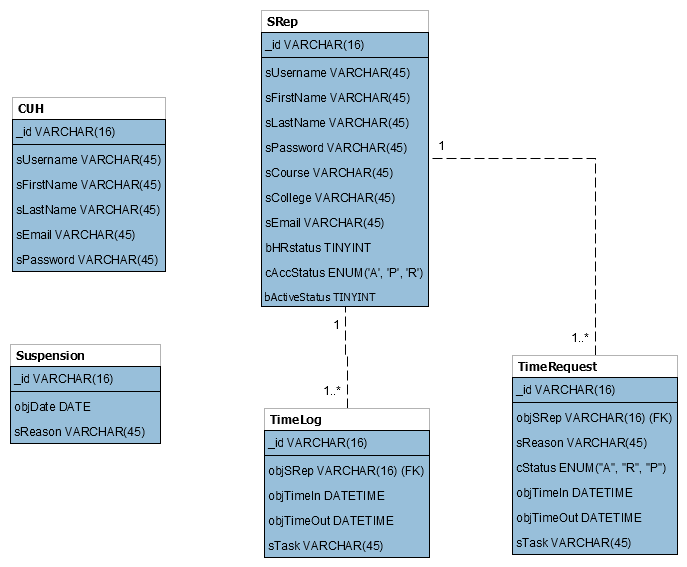 SRep
_id VARCHAR(16)
sUsername VARCHAR(45)
sFirstName VARCHAR(45)
sLastName VARCHAR(45)
sPassword VARCHAR(45)
sCourse VARCHAR(45)
sCollege VARCHAR(45)
sEmail VARCHAR(45)
bHRstatus TINYINT
cAccStatus ENUM('A', 'P', 'R')
bActiveStatus TINYINT
CUH
_id VARCHAR(16)
sUsername VARCHAR(45)
sFirstName VARCHAR(45)
sLastName VARCHAR(45)
sEmail VARCHAR(45)
sPassword VARCHAR(45)
1
1
1..*
1..*
Suspension
_id VARCHAR(16)
objDate DATE
sReason VARCHAR(45)
TimeLog
_id VARCHAR(16)
objSRep VARCHAR(16) (FK)
objTimeIn DATETIME
objTimeOut DATETIME
sTask VARCHAR(45)
TimeRequest
_id VARCHAR(16)
objSRep VARCHAR(16) (FK)
sReason VARCHAR(45)
cStatus ENUM("A", "R", "P")
objTimeIn DATETIME
objTimeOut DATETIME
sTask VARCHAR(45)